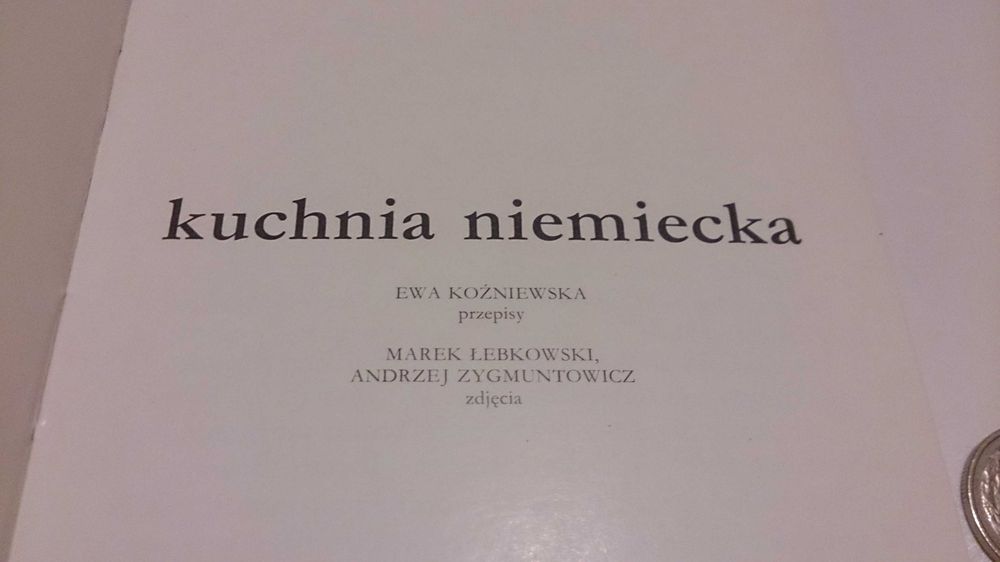 kuchnia niemiecka
EWA KOŹNIEWSKA
przepisy
MAREK ŁEBKOWSKI,
ANDRZEJ ZYGMUNTOWICZ
zdjęcia